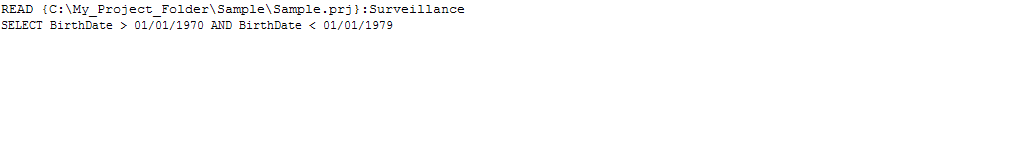 READ {C:\My_Project_Folder\Sample\Sample.prj}:Surveillance
SELECT BirthDate > 01/01/1970 AND BirthDate < 01/01/1979